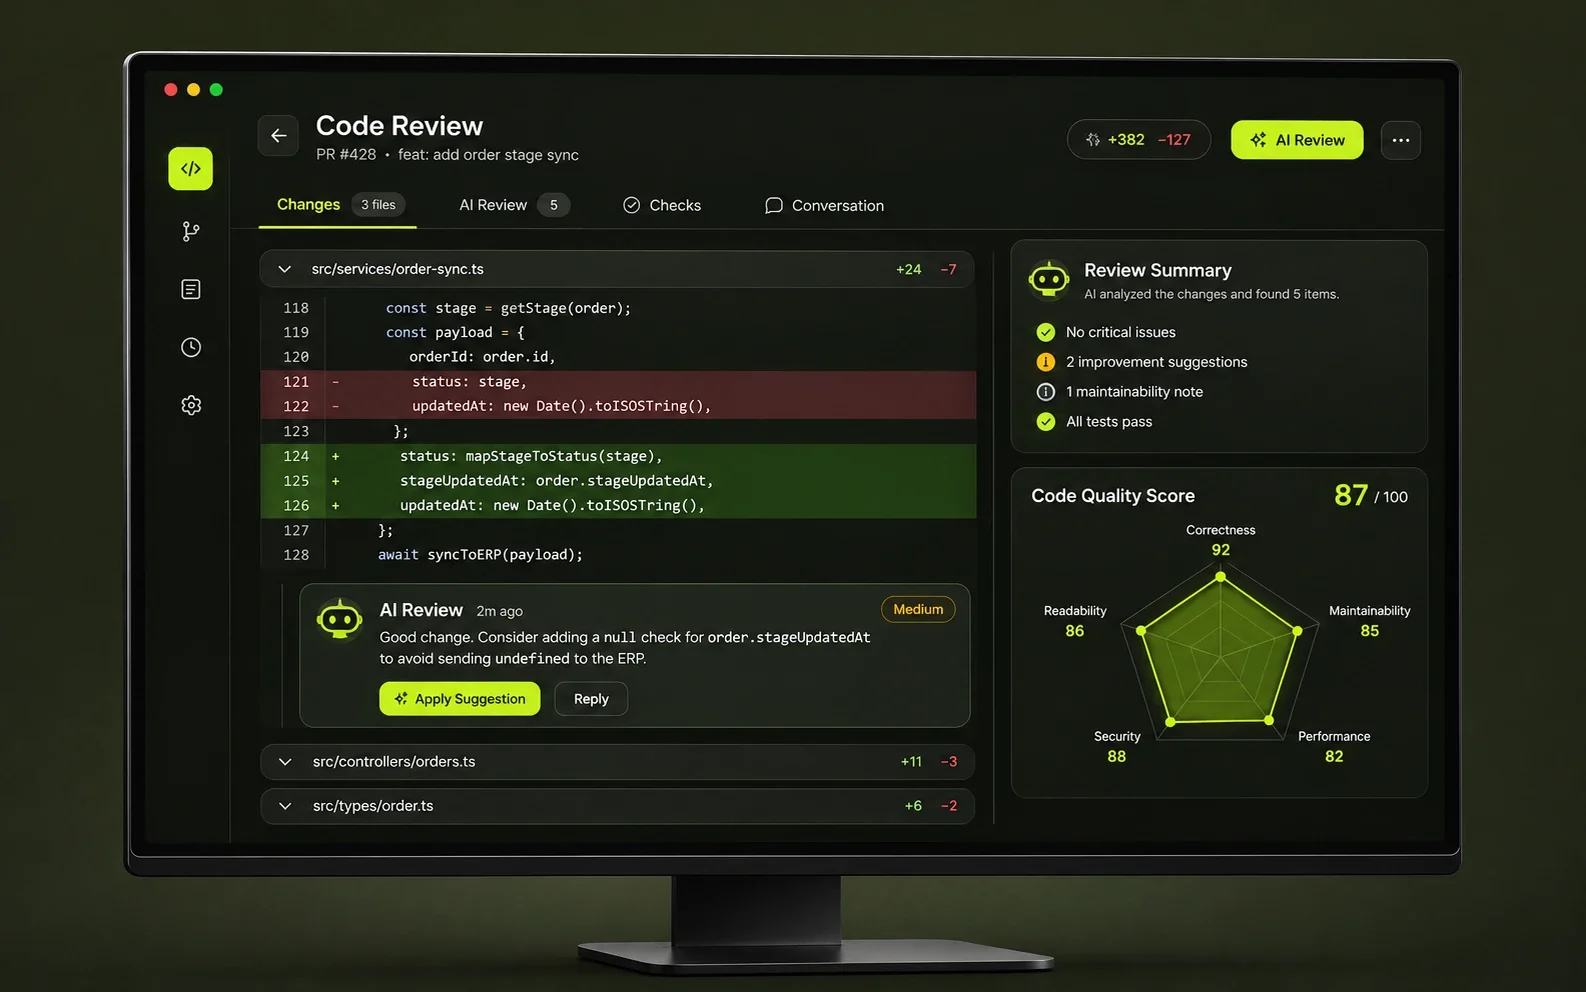 Code Review
PR #428 • feat: add order stage sync
+382 −127
AI Review
Changes 3 files
AI Review 5
Checks
Conversation
src/services/order-sync.ts +24 −7
118 const stage = getStage(order);
119 const payload = {
120 orderId: order.id,
121 - status: stage,
122 - updatedAt: new Date().toISOSTring(),
123 };
124 + status: mapStageToStatus(stage),
125 + stageUpdatedAt: order.stageUpdatedAt,
126 + updatedAt: new Date().toISOSTring(),
127 };
128 await syncToERP(payload);
AI Review 2m ago
Medium
Good change. Consider adding a null check for order.stageUpdatedAt
to avoid sending undefined to the ERP.
Apply Suggestion
Reply
src/controllers/orders.ts +11 −3
src/types/order.ts +6 −2
Review Summary
AI analyzed the changes and found 5 items.
No critical issues
2 improvement suggestions
1 maintainability note
All tests pass
Code Quality Score 87 / 100
Correctness
92
Readability
86
Maintainability
85
Security
88
Performance
82